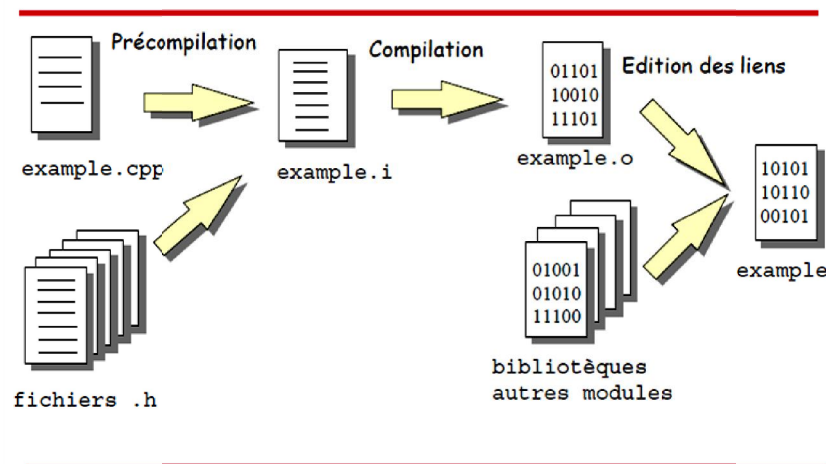 Précompilation
Compilation
Edition des liens
01101
10010
11101
example.cpp
example.i
example.o
10101
10110
00101
example
01001
01010
11100
bibliotèques
autres modules
fichiers .h